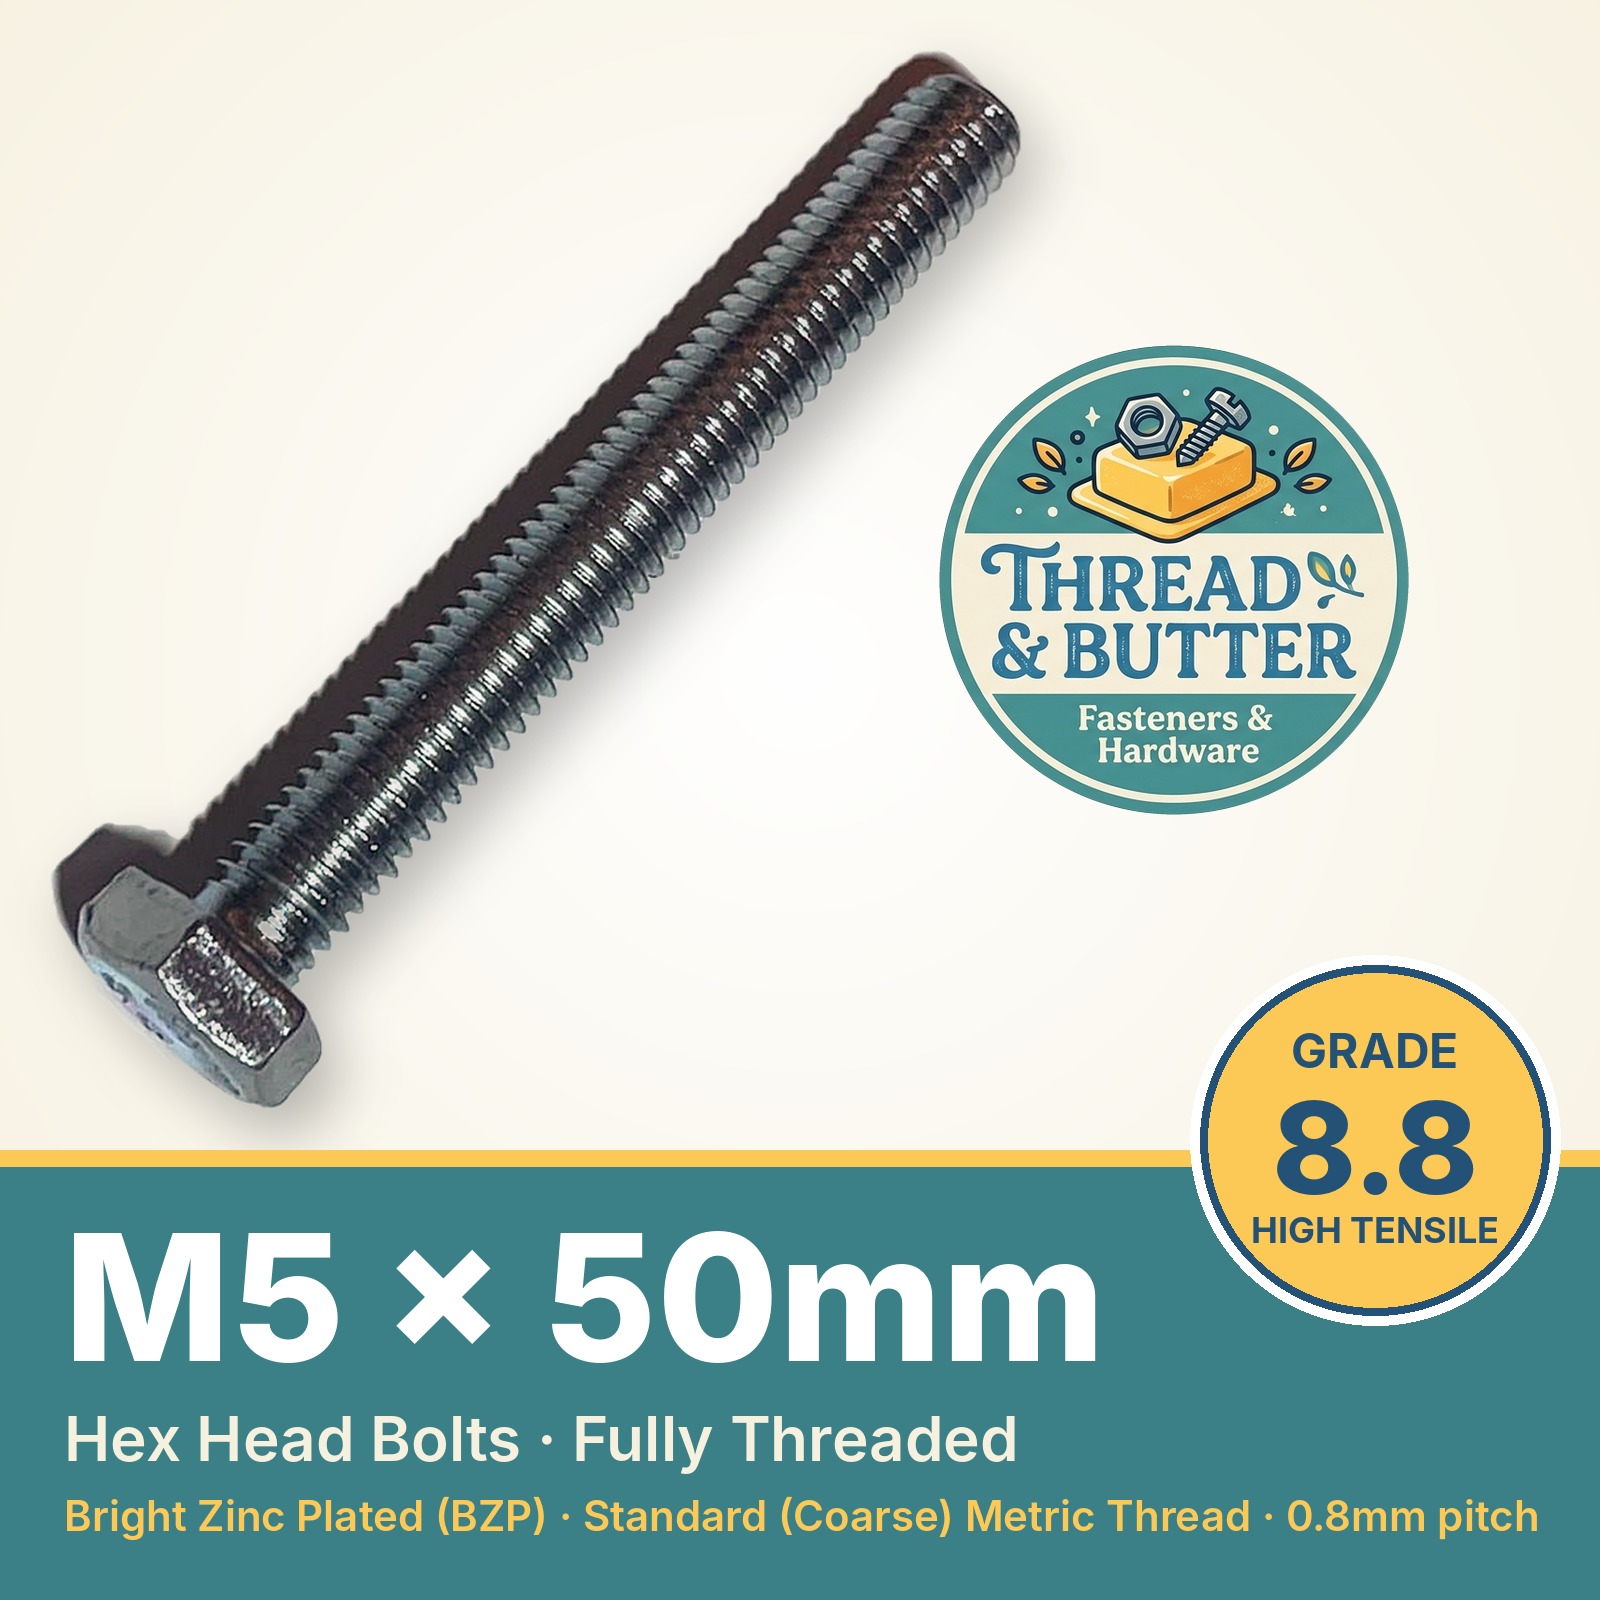 THREAD
& BUTTER
Fasteners &
Hardware
GRADE
8.8
HIGH TENSILE
M5 × 50mm
Hex Head Bolts · Fully Threaded
Bright Zinc Plated (BZP) · Standard (Coarse) Metric Thread · 0.8mm pitch